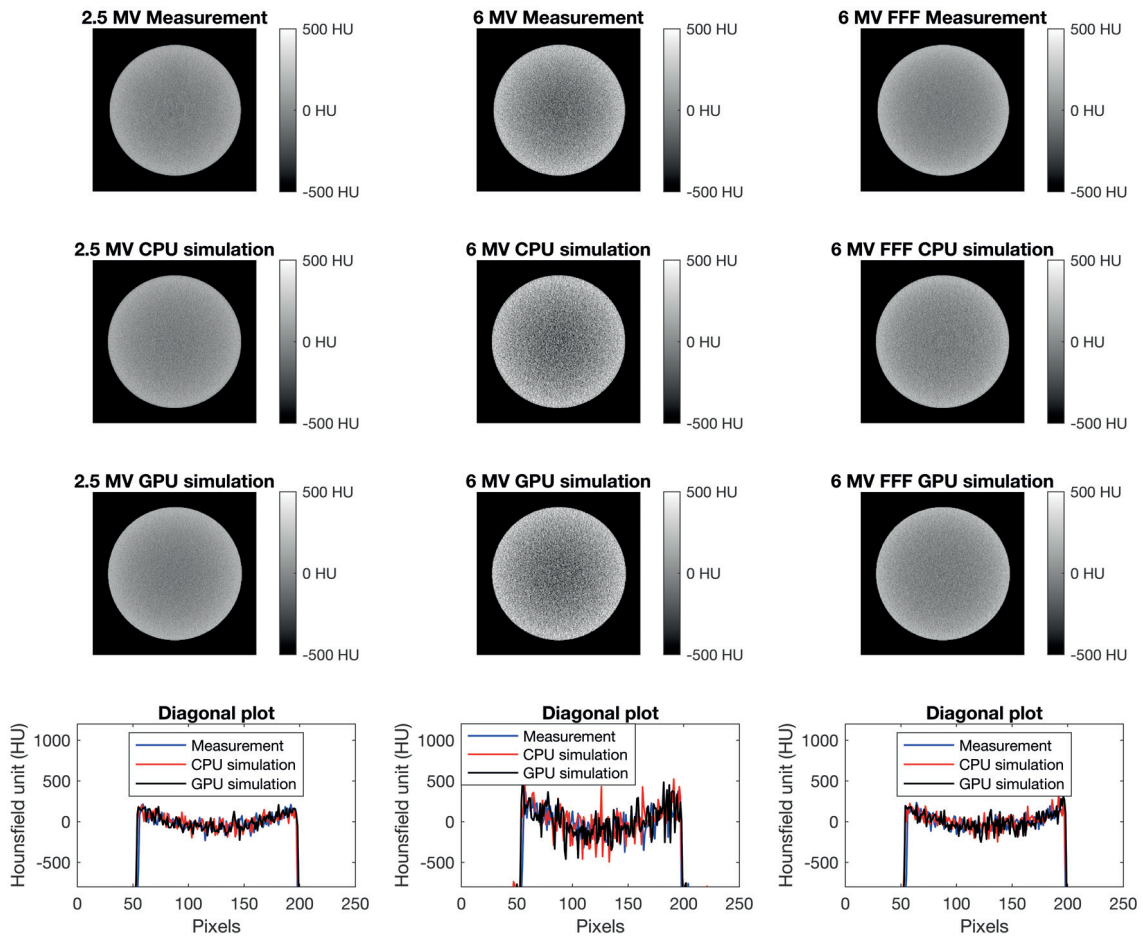 2.5 MV Measurement
500 HU
0 HU
-500 HU
6 MV Measurement
500 HU
0 HU
-500 HU
6 MV FFF Measurement
500 HU
0 HU
-500 HU
2.5 MV CPU simulation
500 HU
0 HU
-500 HU
6 MV CPU simulation
500 HU
0 HU
-500 HU
6 MV FFF CPU simulation
500 HU
0 HU
-500 HU
2.5 MV GPU simulation
500 HU
0 HU
-500 HU
6 MV GPU simulation
500 HU
0 HU
-500 HU
6 MV FFF GPU simulation
500 HU
0 HU
-500 HU
Diagonal plot
Hounsfield unit (HU)
1000
500
0
-500
Measurement
CPU simulation
GPU simulation
0 50 100 150 200 250
Pixels
Diagonal plot
Hounsfield unit (HU)
1000
500
0
-500
Measurement
CPU simulation
GPU simulation
0 50 100 150 200 250
Pixels
Diagonal plot
Hounsfield unit (HU)
1000
500
0
-500
Measurement
CPU simulation
GPU simulation
0 50 100 150 200 250
Pixels